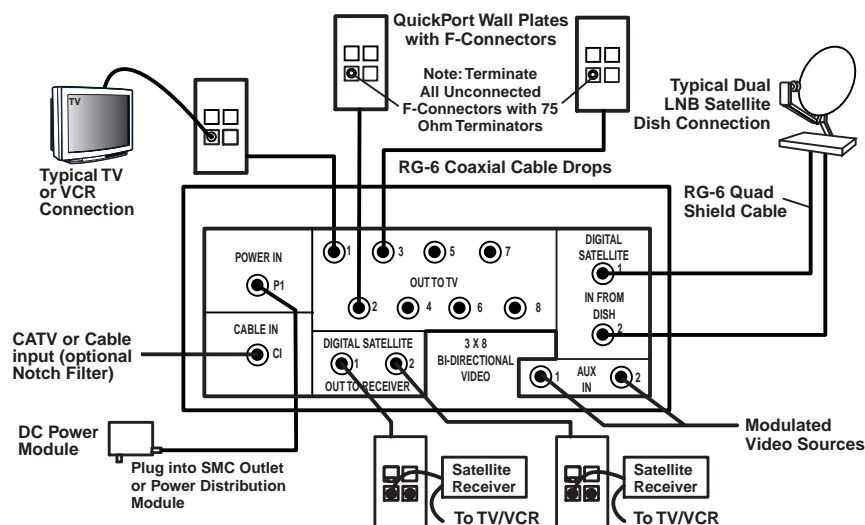 QuickPort Wall Plates
with F-Connectors
Note: Terminate
All Unconnected
F-Connectors with 75
Ohm Terminators
Typical Dual
LNB Satellite
Dish Connection
TV
Typical TV
or VCR
Connection
RG-6 Coaxial Cable Drops
RG-6 Quad
Shield Cable
POWER IN
P1
1
3
5
7
OUT TO TV
2
4
6
8
DIGITAL
SATELLITE
1
IN FROM
DISH
2
CABLE IN
CI
DIGITAL SATELLITE
1
2
OUT TO RECEIVER
3 X 8
BI-DIRECTIONAL
VIDEO
1
AUX
IN
2
CATV or Cable
input (optional
Notch Filter)
DC Power
Module
Plug into SMC Outlet
or Power Distribution
Module
Modulated
Video Sources
Satellite
Receiver
To TV/VCR
Satellite
Receiver
To TV/VCR